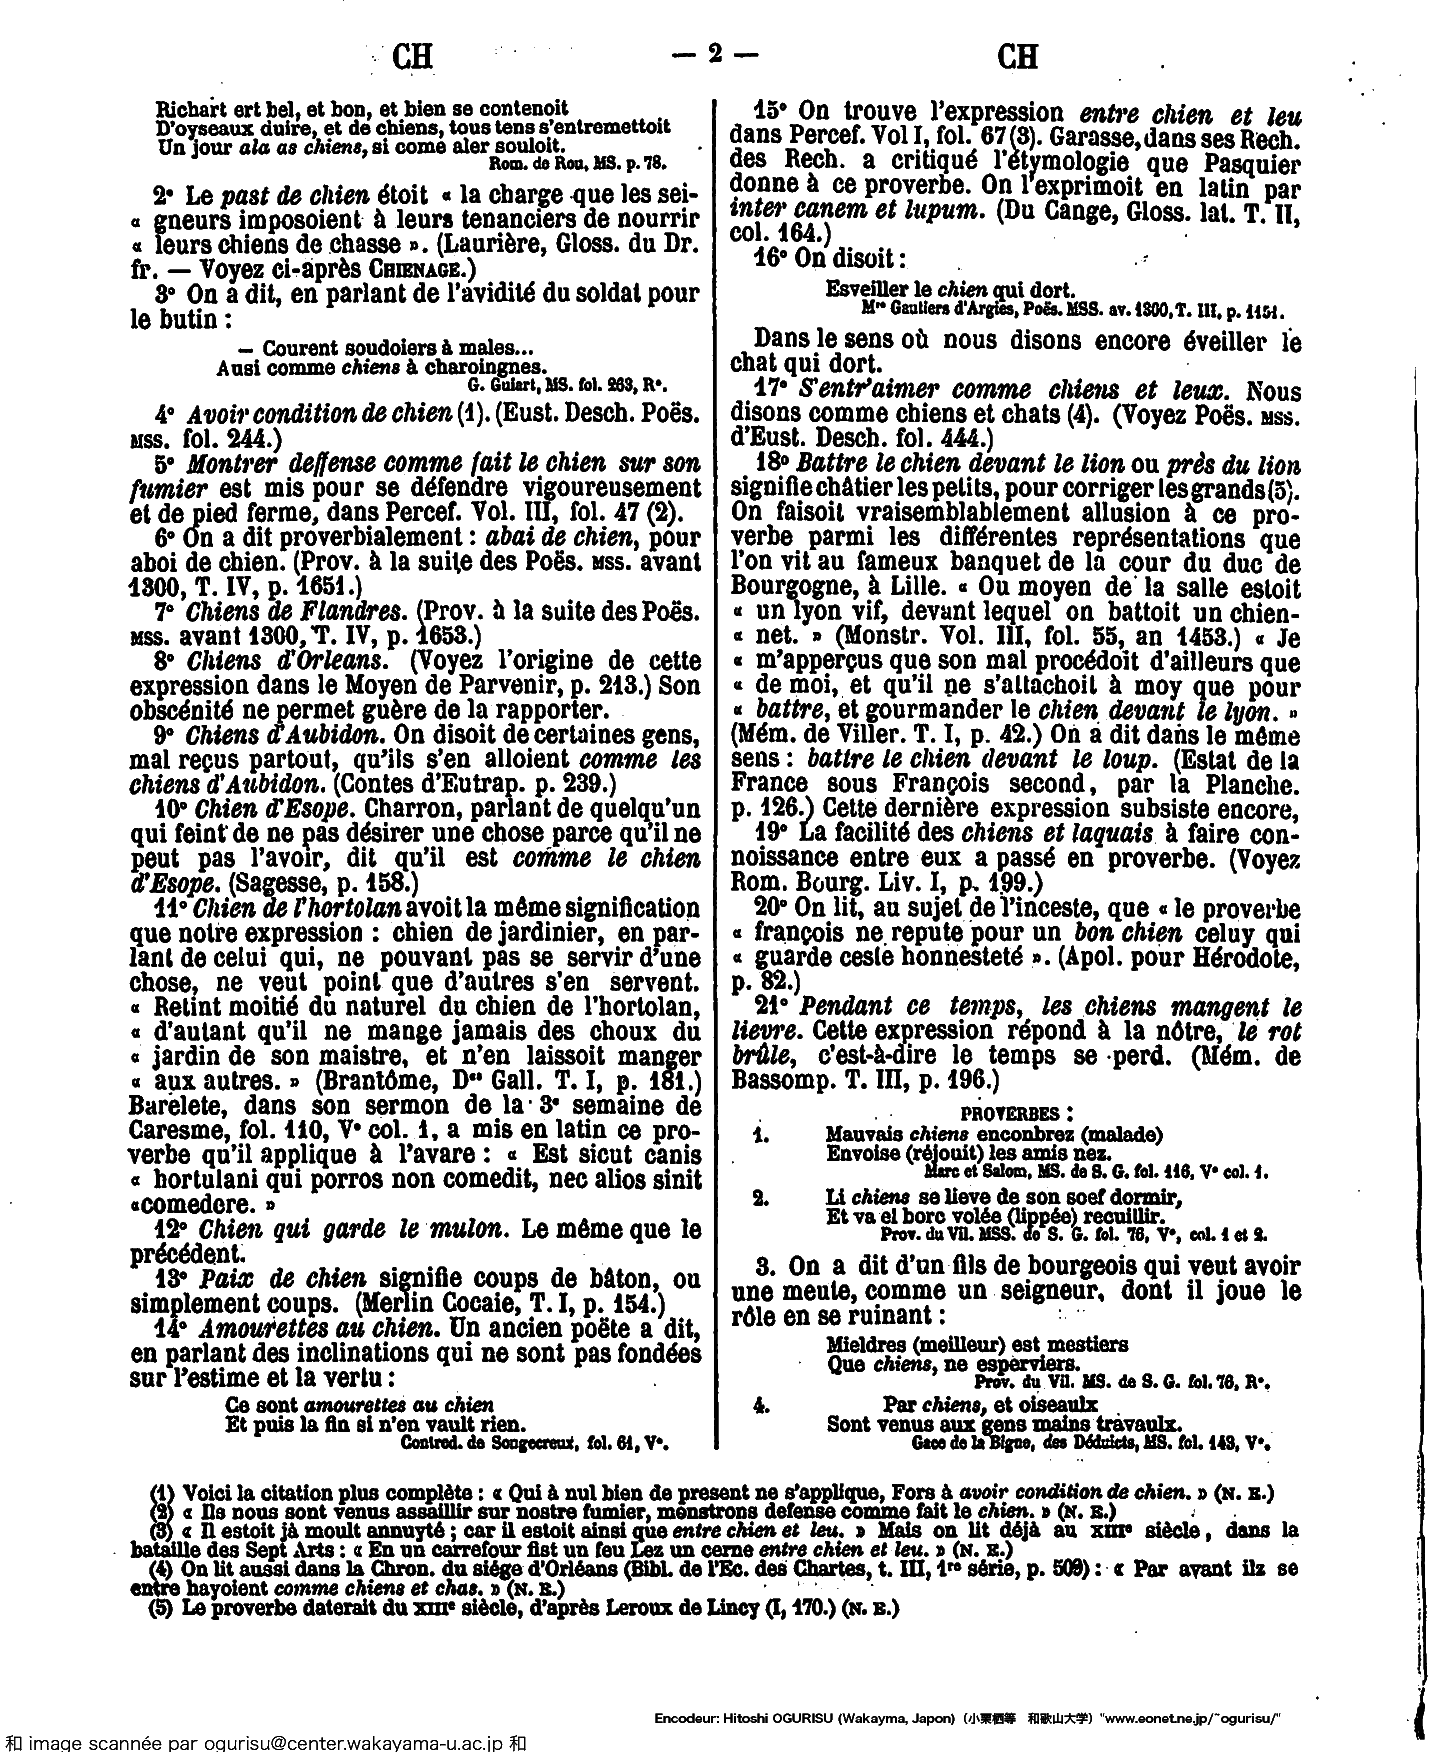 CH
— 2 —
CH
Richart ert bel, et bon, et bien se contenoit
D'oyseaux duire, et de chiens, tous tens s'entremettoit
Un jour ala as chiens, si come aler souloit.
Rom. de Rou, MS. p. 78.
2° Le past de chien étoit « la charge que les sei-
« gneurs imposoient à leurs tenanciers de nourrir
« leurs chiens de chasse ». (Laurière, Gloss. du Dr.
fr. — Voyez ci-après CHIENAGE.)
3° On a dit, en parlant de l'avidité du soldat pour
le butin :
— Courent soudoiers à males...
Ausi comme chiens à charoingnes.
G. Guiart, MS. fol. 263, R°.
4° Avoir condition de chien (1). (Eust. Desch. Poës.
MSS. fol. 244.)
5° Montrer deffense comme fait le chien sur son
fumier est mis pour se défendre vigoureusement
et de pied ferme, dans Percef. Vol. III, fol. 47 (2).
6° On a dit proverbialement : abai de chien, pour
aboi de chien. (Prov. à la suite des Poës. MSS. avant
1300, T. IV, p. 1651.)
7° Chiens de Flandres. (Prov. à la suite des Poës.
MSS. avant 1300, T. IV, p. 1653.)
8° Chiens d'Orleans. (Voyez l'origine de cette
expression dans le Moyen de Parvenir, p. 213.) Son
obscénité ne permet guère de la rapporter.
9° Chiens d'Aubidon. On disoit de certaines gens,
mal reçus partout, qu'ils s'en alloient comme les
chiens d'Aubidon. (Contes d'Eutrap. p. 239.)
10° Chien d'Esope. Charron, parlant de quelqu'un
qui feint de ne pas désirer une chose parce qu'il ne
peut pas l'avoir, dit qu'il est comme le chien
d'Esope. (Sagesse, p. 158.)
11° Chien de l'hortolan avoit la même signification
que notre expression : chien de jardinier, en par-
lant de celui qui, ne pouvant pas se servir d'une
chose, ne veut point que d'autres s'en servent.
« Retint moitié du naturel du chien de l'hortolan,
« d'autant qu'il ne mange jamais des choux du
« jardin de son maistre, et n'en laissoit manger
« aux autres. » (Brantôme, Des Gall. T. I, p. 181.)
Barelete, dans son sermon de la 3e semaine de
Caresme, fol. 110, V° col. 1, a mis en latin ce pro-
verbe qu'il applique à l'avare : « Est sicut canis
« hortulani qui porros non comedit, nec alios sinit
«comedere. »
12° Chien qui garde le mulon. Le même que le
précédent.
13° Paix de chien signifie coups de bâton, ou
simplement coups. (Merlin Cocaie, T. I, p. 154.)
14° Amourettes au chien. Un ancien poëte a dit,
en parlant des inclinations qui ne sont pas fondées
sur l'estime et la vertu :
Ce sont amourettes au chien
Et puis la fin si n'en vault rien.
Contred. de Songecreux, fol. 61, V°.
15° On trouve l'expression entre chien et leu
dans Percef. Vol I, fol. 67 (3). Garasse, dans ses Rech.
des Rech. a critiqué l'étymologie que Pasquier
donne à ce proverbe. On l'exprimoit en latin par
inter canem et lupum. (Du Cange, Gloss. lat. T. II,
col. 164.)
16° On disoit :
Esveiller le chien qui dort.
Mre Gautiers d'Argies, Poës. MSS. av. 1300, T. III, p. 1151.
Dans le sens où nous disons encore éveiller le
chat qui dort.
17° S'entr'aimer comme chiens et leux. Nous
disons comme chiens et chats (4). (Voyez Poës. MSS.
d'Eust. Desch. fol. 444.)
18° Battre le chien devant le lion ou près du lion
signifie châtier les petits, pour corriger les grands (5).
On faisoit vraisemblablement allusion à ce pro-
verbe parmi les différentes représentations que
l'on vit au fameux banquet de la cour du duc de
Bourgogne, à Lille. « Ou moyen de la salle estoit
« un lyon vif, devant lequel on battoit un chien-
« net. » (Monstr. Vol. III, fol. 55, an 1453.) « Je
« m'apperçus que son mal procédoit d'ailleurs que
« de moi, et qu'il ne s'attachoit à moy que pour
« battre, et gourmander le chien devant le lyon. »
(Mém. de Viller. T. I, p. 42.) On a dit dans le même
sens : battre le chien devant le loup. (Estat de la
France sous François second, par la Planche.
p. 126.) Cette dernière expression subsiste encore,
19° La facilité des chiens et laquais à faire con-
noissance entre eux a passé en proverbe. (Voyez
Rom. Bourg. Liv. I, p. 199.)
20° On lit, au sujet de l'inceste, que « le proverbe
« françois ne repute pour un bon chien celuy qui
« guarde ceste honnesteté ». (Apol. pour Hérodote,
p. 82.)
21° Pendant ce temps, les chiens mangent le
lievre. Cette expression répond à la nôtre, le rot
brûle, c'est-à-dire le temps se perd. (Mém. de
Bassomp. T. III, p. 196.)
PROVERBES :
1. Mauvais chiens enconbrez (malade)
Envoise (réjouit) les amis nez.
Marc et Salom, MS. de S. G. fol. 116, V° col. 1.
2. Li chiens se lieve de son soef dormir,
Et va el borc volée (lippée) recuillir.
Prov. du Vil. MSS. de S. G. fol. 76, V°, col. 1 et 2.
3. On a dit d'un fils de bourgeois qui veut avoir
une meute, comme un seigneur, dont il joue le
rôle en se ruinant :
Mieldres (meilleur) est mestiers
Que chiens, ne esperviers.
Prov. du Vil. MS. de S. G. fol. 76, R°.
4. Par chiens, et oiseaulx
Sont venus aux gens mains travaulx.
Gace de la Bigne, des Déduicts, MS. fol. 143, V°.
(1) Voici la citation plus complète : « Qui à nul bien de present ne s'applique, Fors à avoir condition de chien. » (N. E.)
(2) « Ils nous sont venus assaillir sur nostre fumier, menstrons defense comme fait le chien. » (N. E.)
(3) « Il estoit jà moult annuyté ; car il estoit ainsi que entre chien et leu. » Mais on lit déjà au XIIIe siècle, dans la
bataille des Sept Arts : « En un carrefour fist un feu Lez un cerne entre chien et leu. » (N. E.)
(4) On lit aussi dans la Chron. du siége d'Orléans (Bibl. de l'Ec. des Chartes, t. III, 1re série, p. 509) : « Par avant ilz se
entre hayoient comme chiens et chas. » (N. E.)
(5) Le proverbe daterait du XIIIe siècle, d'après Leroux de Lincy (I, 170.) (N. E.)
Encodeur: Hitoshi OGURISU (Wakayma, Japon) (小栗栖等 和歌山大学) "www.eonet.ne.jp/~ogurisu/"
和 image scannée par ogurisu@center.wakayama-u.ac.jp 和